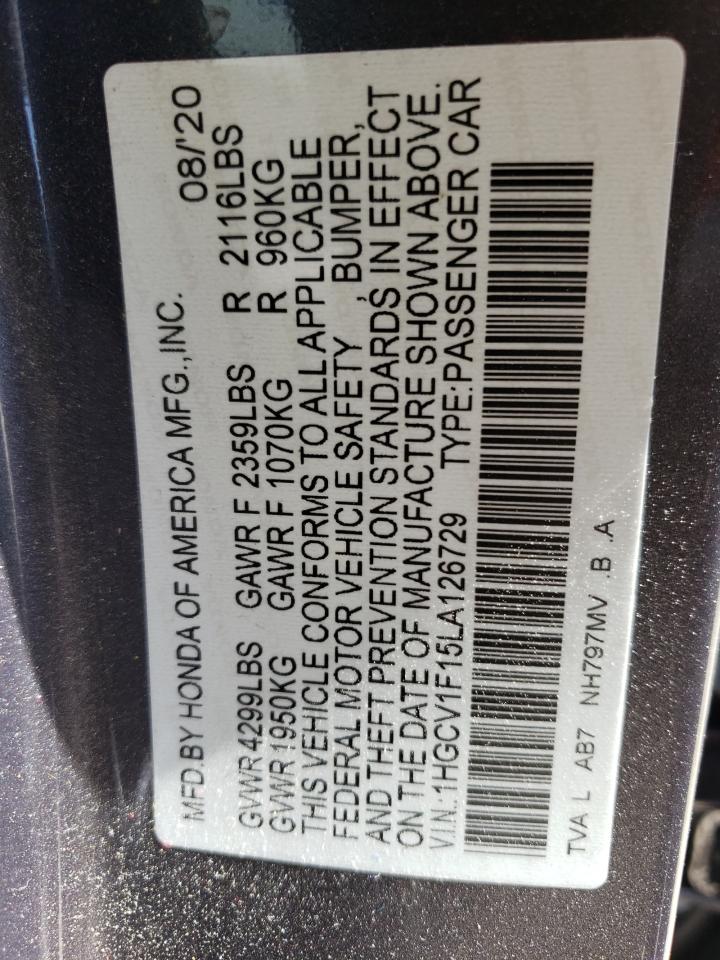 MFD.BY HONDA OF AMERICA MFG.,INC. 08/'20
GVWR 4299LBS GAWR F 2359LBS R 2116LBS
GVWR 1950KG GAWR F 1070KG R 960KG
THIS VEHICLE CONFORMS TO ALL APPLICABLE
FEDERAL MOTOR VEHICLE SAFETY, BUMPER,
AND THEFT PREVENTION STANDARDS, IN EFFECT
ON THE DATE OF MANUFACTURE SHOWN ABOVE.
V.I.N.:1HGCV1F15LA126729 TYPE:PASSENGER CAR
TVA L AB7 NH797MV .B .A